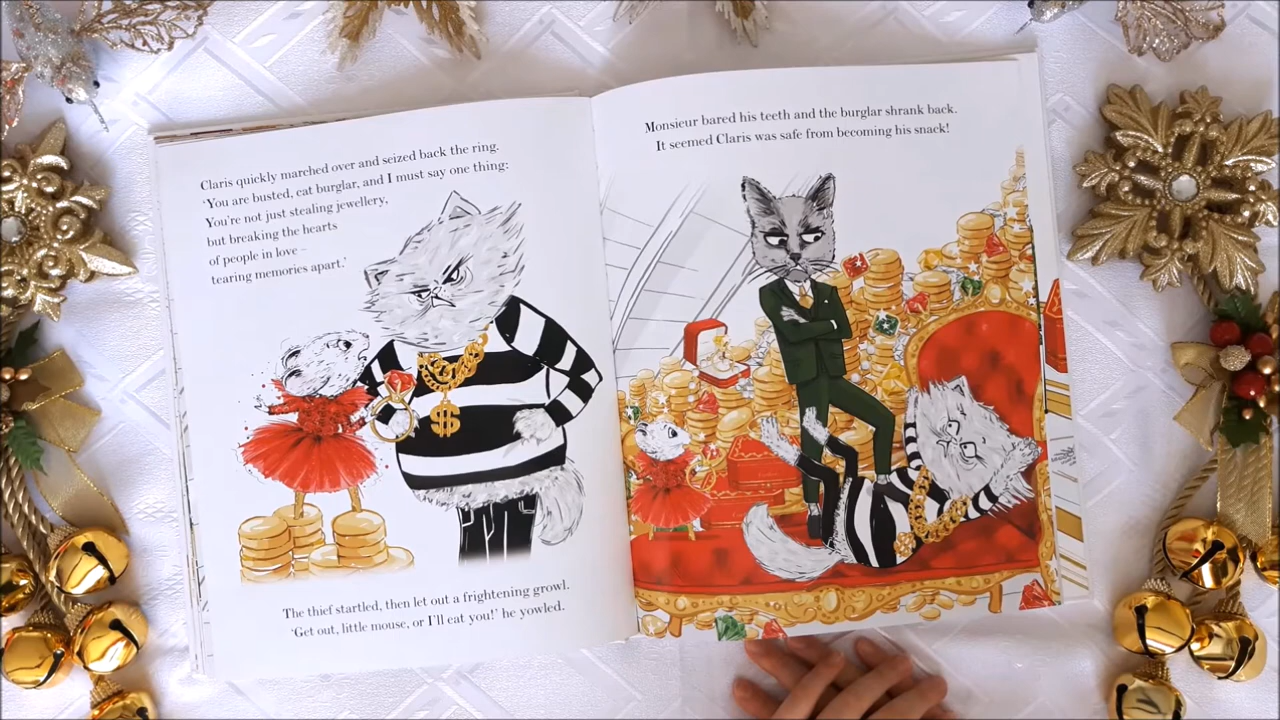 Claris quickly marched over and seized back the ring.
‘You are busted, cat burglar, and I must say one thing:
You're not just stealing jewellery,
but breaking the hearts
of people in love –
tearing memories apart.’
The thief startled, then let out a frightening growl.
‘Get out, little mouse, or I'll eat you!’ he yowled.
Monsieur bared his teeth and the burglar shrank back.
It seemed Claris was safe from becoming his snack!